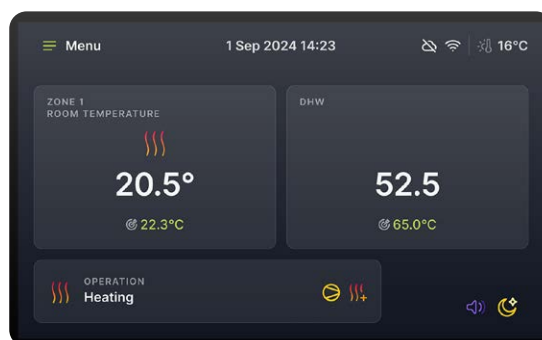 Menu
1 Sep 2024 14:23
16°C
ZONE 1
ROOM TEMPERATURE
20.5°
22.3°C
DHW
52.5
65.0°C
OPERATION
Heating